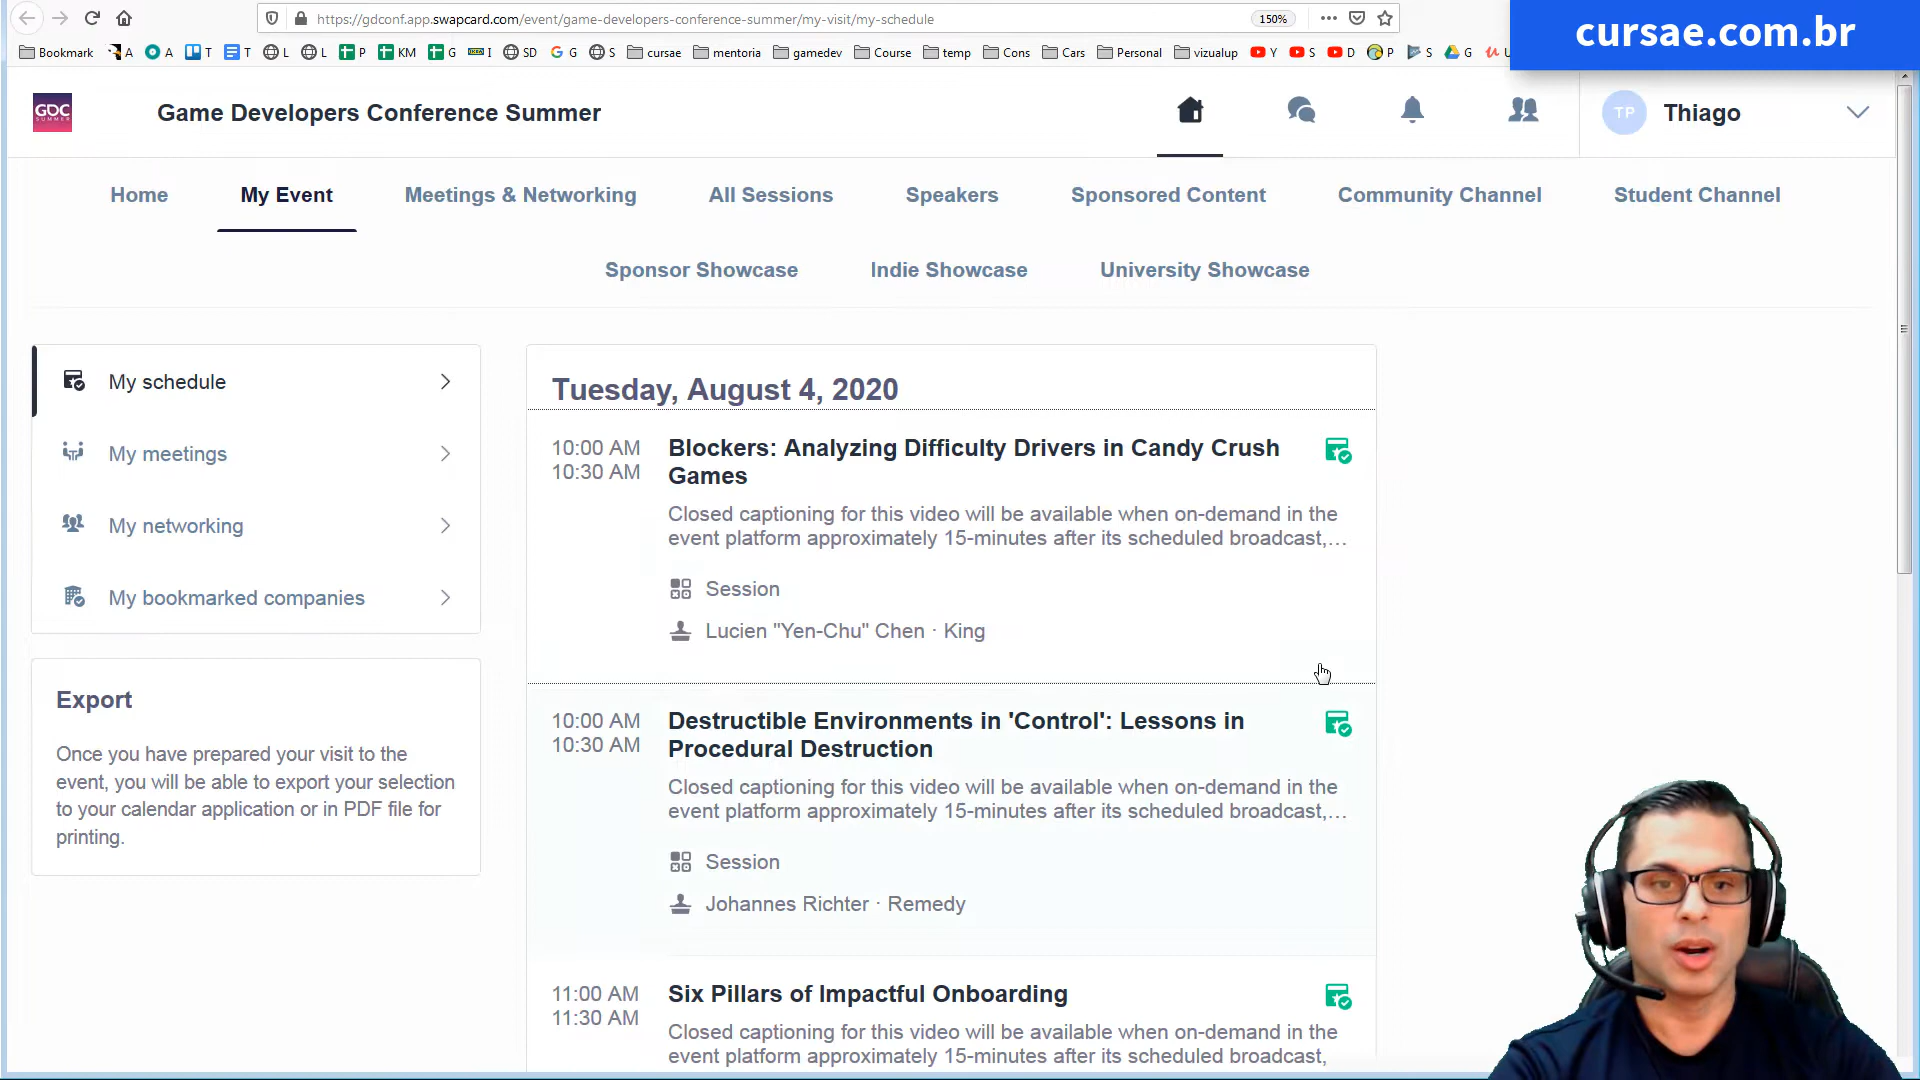 https://gdconf.app.swapcard.com/event/game-developers-conference-summer/my-visit/my-schedule
150%
cursae.com.br
Bookmark A A T T L L P KM G I SD G S cursae mentoria gamedev Course temp Cons Cars Personal vizualup Y S D P S G
GDC SUMMER
Game Developers Conference Summer
TP
Thiago
Home My Event Meetings & Networking All Sessions Speakers Sponsored Content Community Channel Student Channel
Sponsor Showcase Indie Showcase University Showcase
My schedule
My meetings
My networking
My bookmarked companies
Export
Once you have prepared your visit to the
event, you will be able to export your selection
to your calendar application or in PDF file for
printing.
Tuesday, August 4, 2020
10:00 AM
10:30 AM
Blockers: Analyzing Difficulty Drivers in Candy Crush
Games
Closed captioning for this video will be available when on-demand in the
event platform approximately 15-minutes after its scheduled broadcast,…
Session
Lucien "Yen-Chu" Chen · King
10:00 AM
10:30 AM
Destructible Environments in 'Control': Lessons in
Procedural Destruction
Closed captioning for this video will be available when on-demand in the
event platform approximately 15-minutes after its scheduled broadcast,…
Session
Johannes Richter · Remedy
11:00 AM
11:30 AM
Six Pillars of Impactful Onboarding
Closed captioning for this video will be available when on-demand in the
event platform approximately 15-minutes after its scheduled broadcast,